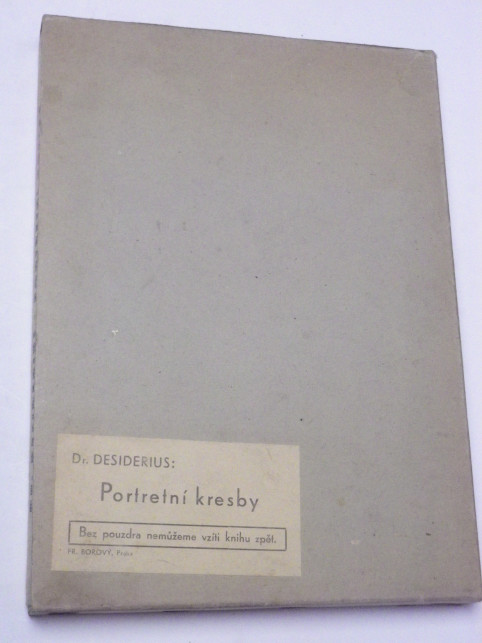 Dr. DESIDERIUS:
Portretní kresby
Bez pouzdra nemůžeme vzíti knihu zpět.
FR. BOROVÝ, Praha